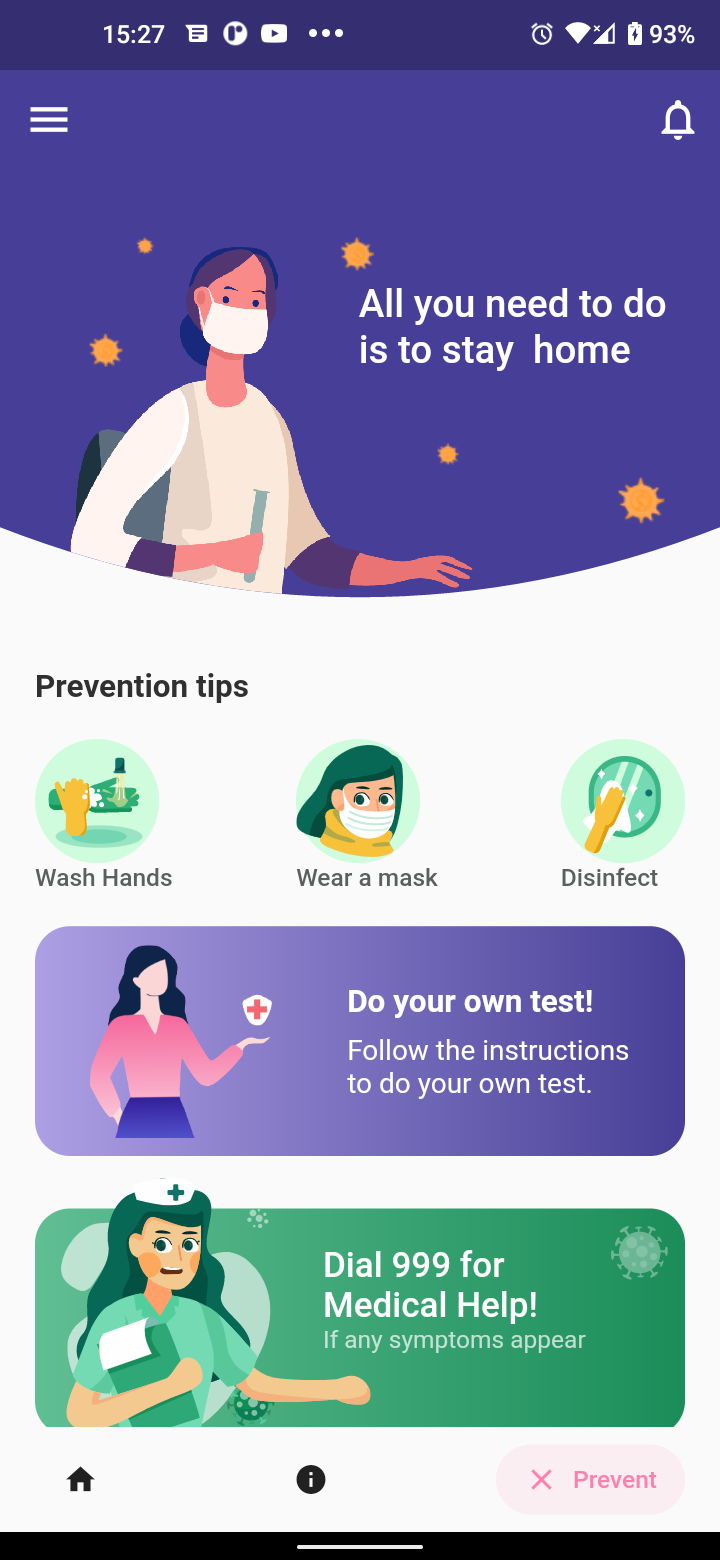 15:27
93%
All you need to do
is to stay  home
Prevention tips
Wash Hands
Wear a mask
Disinfect
Do your own test!
Follow the instructions
to do your own test.
Dial 999 for
Medical Help!
If any symptoms appear
Prevent